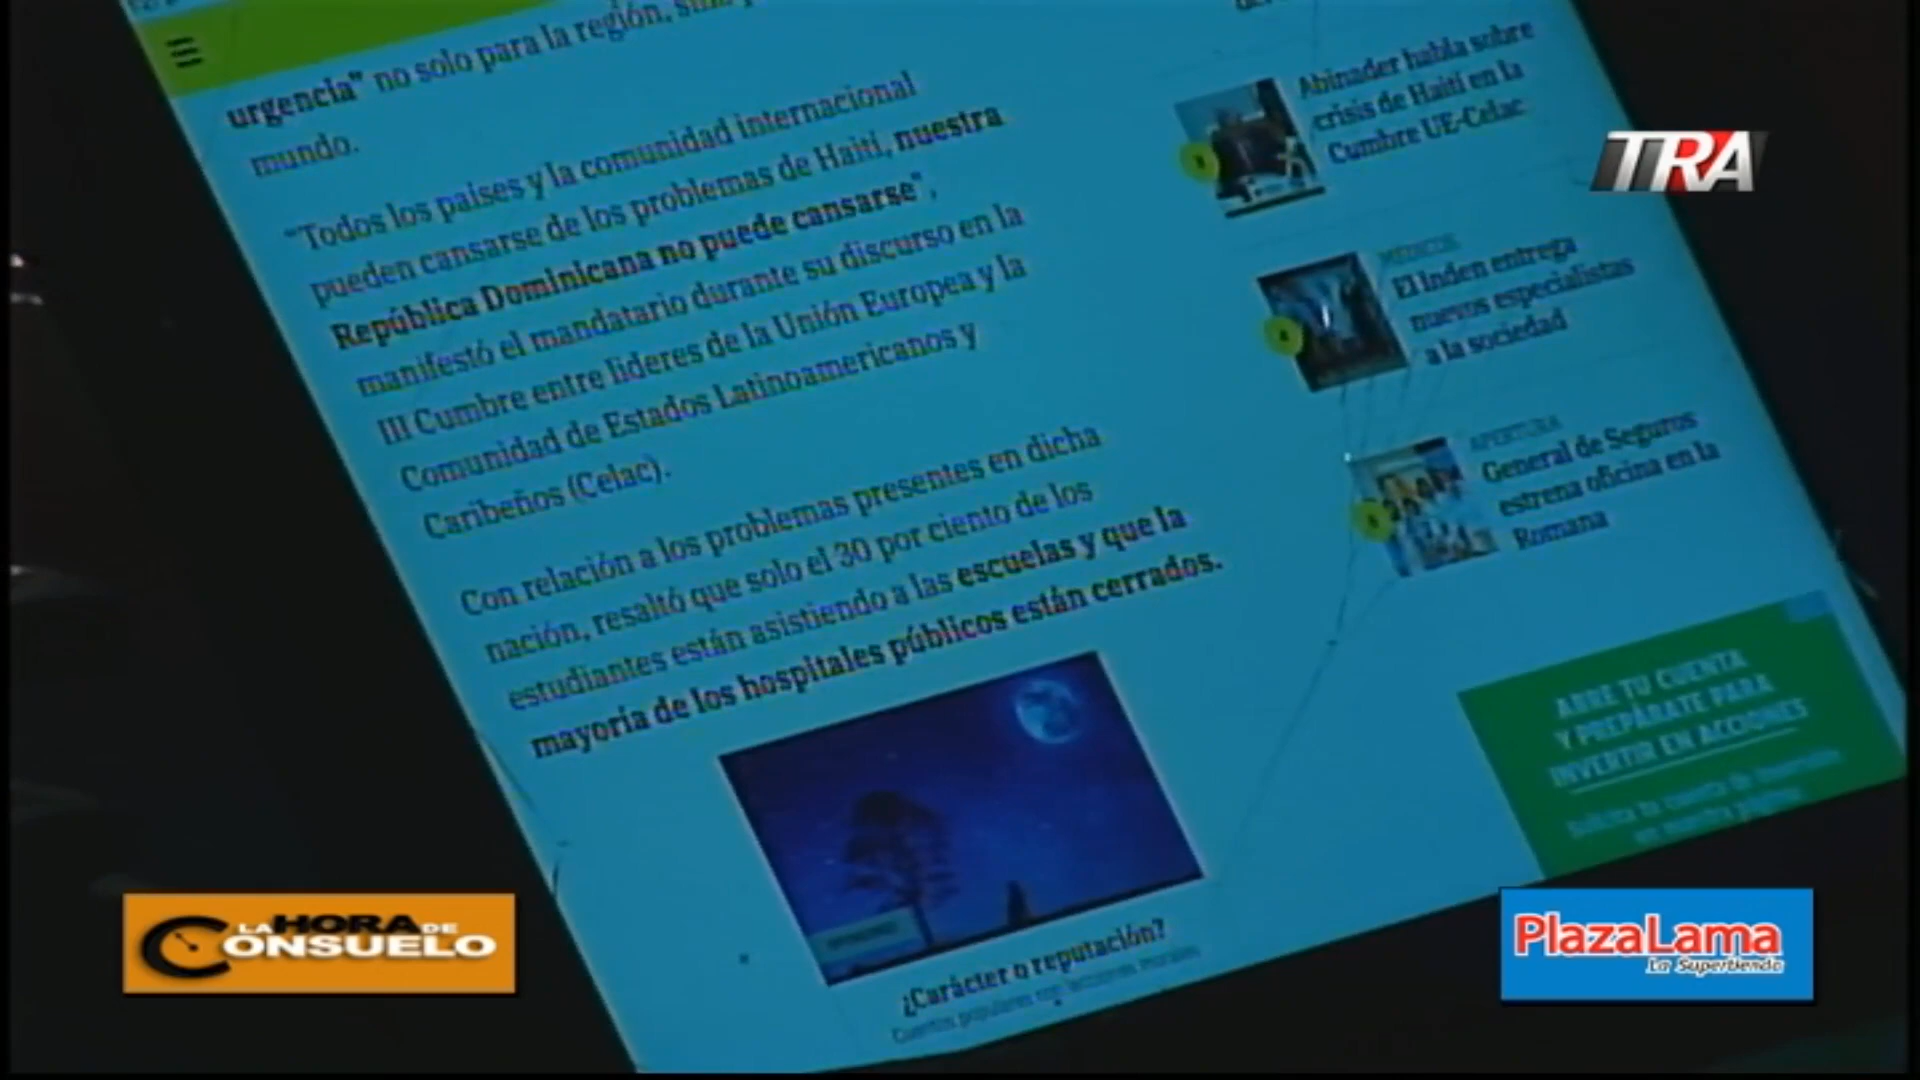 urgencia" no solo para la región, sino
mundo.
"Todos los países y la comunidad internacional
pueden cansarse de los problemas de Haití, nuestra
República Dominicana no puede cansarse",
manifestó el mandatario durante su discurso en la
III Cumbre entre líderes de la Unión Europea y la
Comunidad de Estados Latinoamericanos y
Caribeños (Celac).
Con relación a los problemas presentes en dicha
nación, resaltó que solo el 30 por ciento de los
estudiantes están asistiendo a las escuelas y que la
mayoría de los hospitales públicos están cerrados.
¿Carácter o reputación?
Cuentos populares con lecciones morales
Abinader habla sobre
crisis de Haití en la
Cumbre UE-Celac
MÉDICOS
El Inden entrega
nuevos especialistas
a la sociedad
APERTURA
General de Seguros
estrena oficina en la
Romana
ABRE TU CUENTA
Y PREPÁRATE PARA
INVERTIR EN ACCIONES
TRA
LA HORA DE
CONSUELO
PlazaLama
La Supertienda